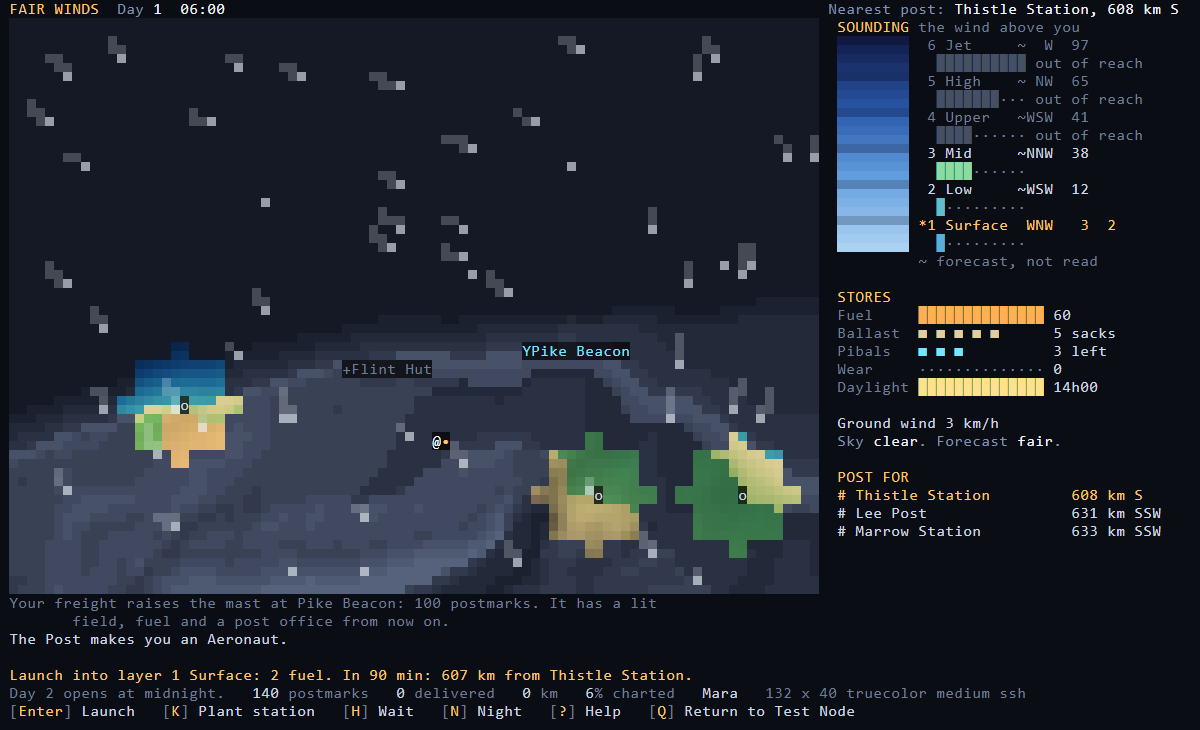 FAIR WINDS Day 1 06:00
Nearest post: Thistle Station, 608 km S
SOUNDING the wind above you
6 Jet ~ W 97
out of reach
5 High ~ NW 65
out of reach
4 Upper ~WSW 41
out of reach
3 Mid ~NNW 38
2 Low ~WSW 12
*1 Surface WNW 3 2
~ forecast, not read
STORES
Fuel 60
Ballast 5 sacks
Pibals 3 left
Wear 0
Daylight 14h00
Ground wind 3 km/h
Sky clear. Forecast fair.
POST FOR
# Thistle Station 608 km S
# Lee Post 631 km SSW
# Marrow Station 633 km SSW
YPike Beacon
+Flint Hut
o
@•
o
o
Your freight raises the mast at Pike Beacon: 100 postmarks. It has a lit
field, fuel and a post office from now on.
The Post makes you an Aeronaut.
Launch into layer 1 Surface: 2 fuel. In 90 min: 607 km from Thistle Station.
Day 2 opens at midnight. 140 postmarks 0 delivered 0 km 6% charted Mara 132 x 40 truecolor medium ssh
[Enter] Launch [K] Plant station [H] Wait [N] Night [?] Help [Q] Return to Test Node